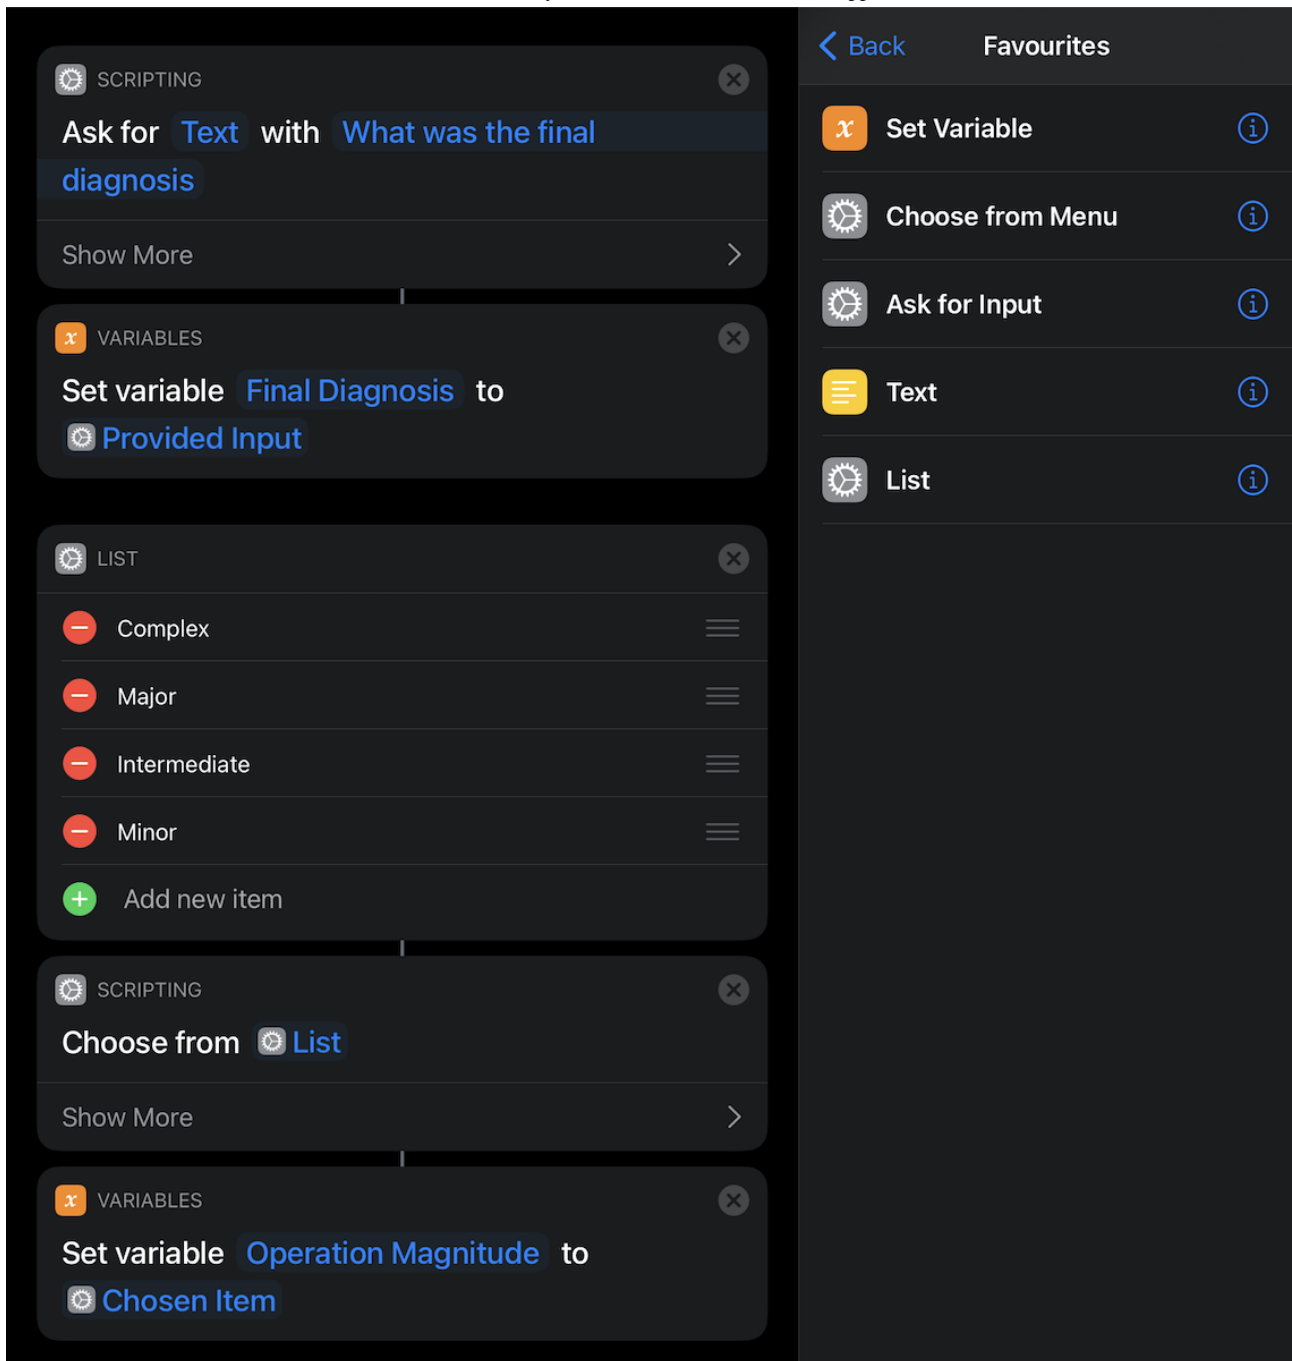 SCRIPTING
Ask for Text with What was the final
diagnosis
Show More
VARIABLES
Set variable Final Diagnosis to
Provided Input
LIST
Complex
Major
Intermediate
Minor
Add new item
SCRIPTING
Choose from List
Show More
VARIABLES
Set variable Operation Magnitude to
Chosen Item
Back Favourites
Set Variable
Choose from Menu
Ask for Input
Text
List